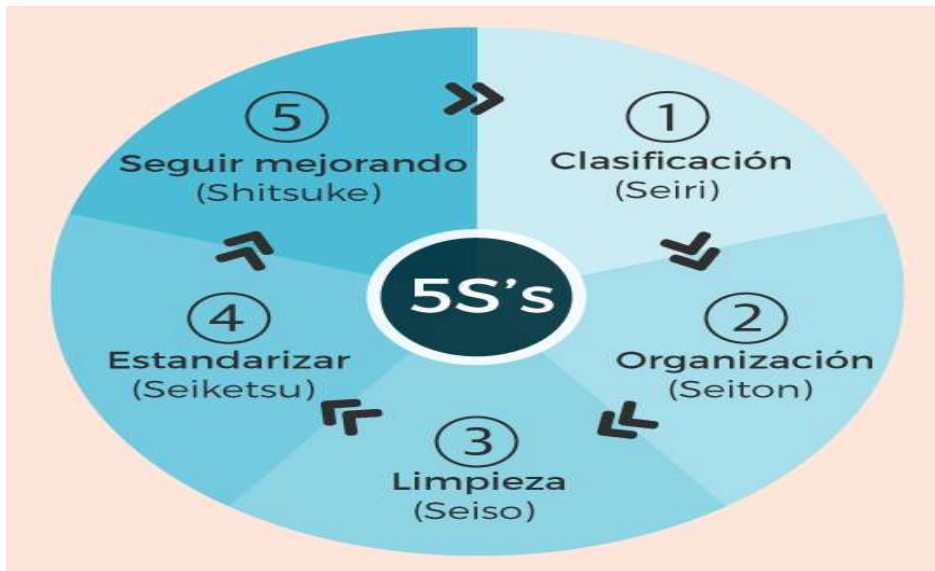 5S's
1
Clasificación
(Seiri)
2
Organización
(Seiton)
3
Limpieza
(Seiso)
4
Estandarizar
(Seiketsu)
5
Seguir mejorando
(Shitsuke)